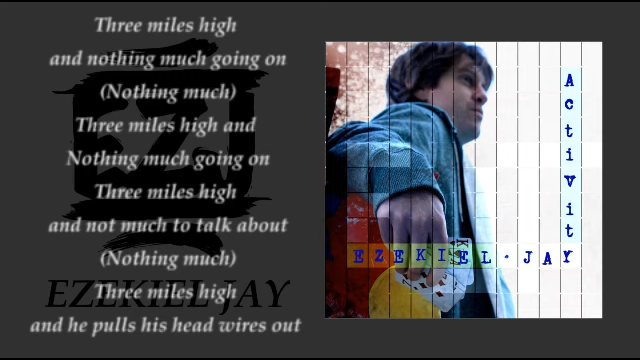 Three miles high
and nothing much going on
(Nothing much)
Three miles high and
Nothing much going on
Three miles high
and not much to talk about
(Nothing much)
Three miles high
and he pulls his head wires out
EZEKIEL JAY
Activity
EZEKIEL·JAY